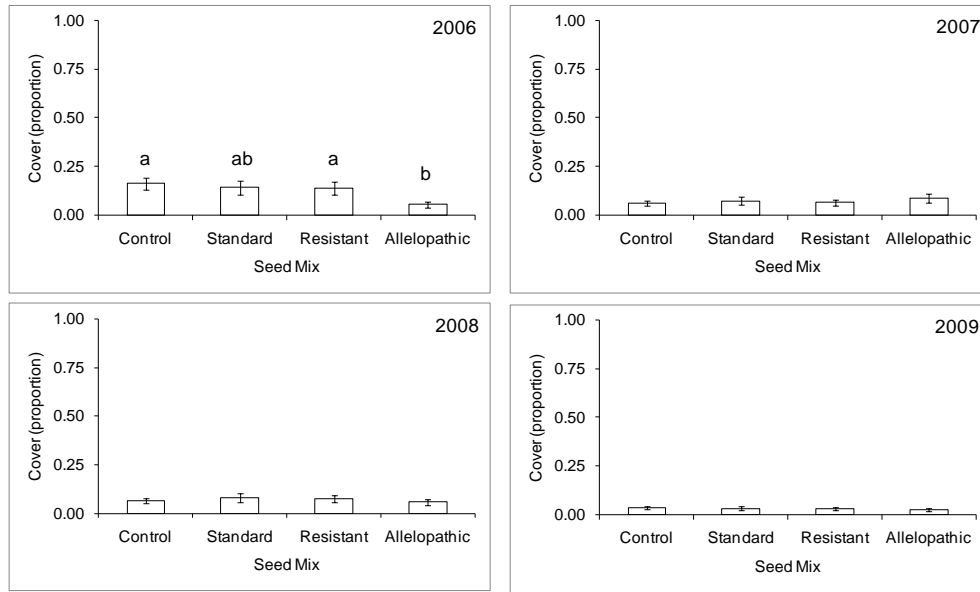 2006
1.00
0.75
0.50
0.25
0.00
Cover (proportion)
a ab a b
Control Standard Resistant Allelopathic
Seed Mix
2007
1.00
0.75
0.50
0.25
0.00
Cover (proportion)
Control Standard Resistant Allelopathic
Seed Mix
2008
1.00
0.75
0.50
0.25
0.00
Cover (proportion)
Control Standard Resistant Allelopathic
Seed Mix
2009
1.00
0.75
0.50
0.25
0.00
Cover (proportion)
Control Standard Resistant Allelopathic
Seed Mix